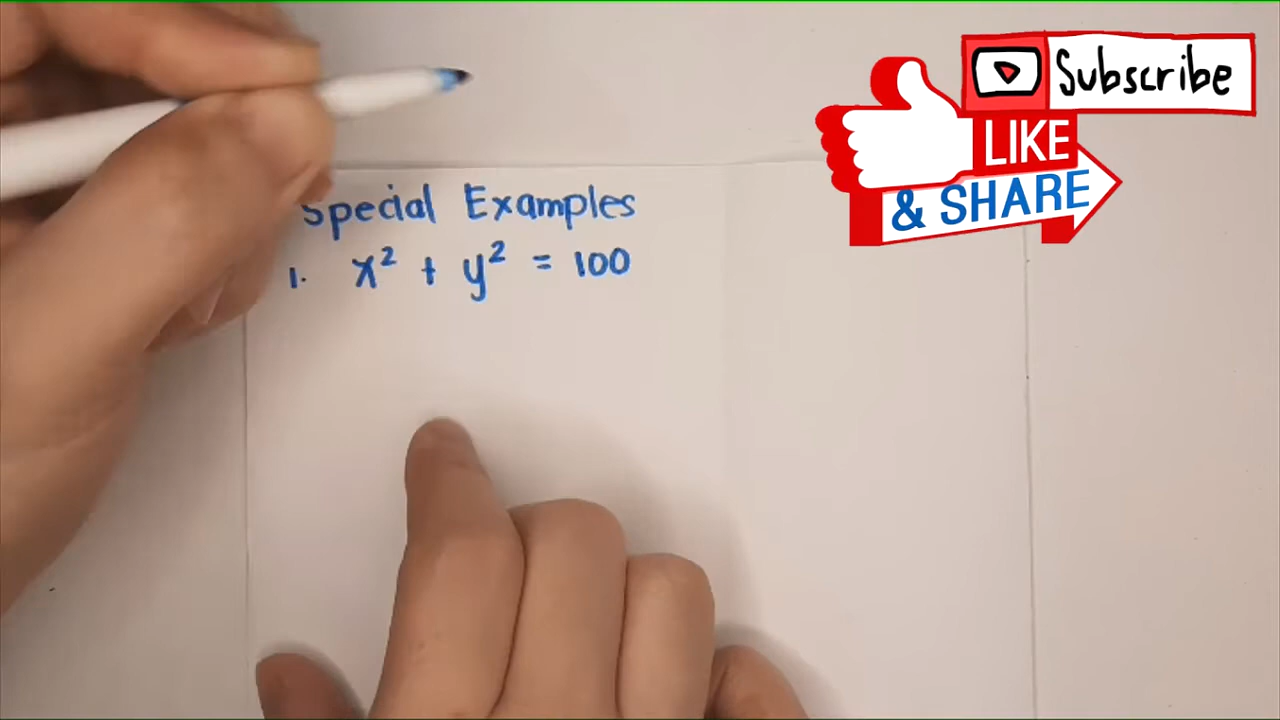 Subscribe
LIKE
& SHARE
Special Examples
1. x² + y² = 100